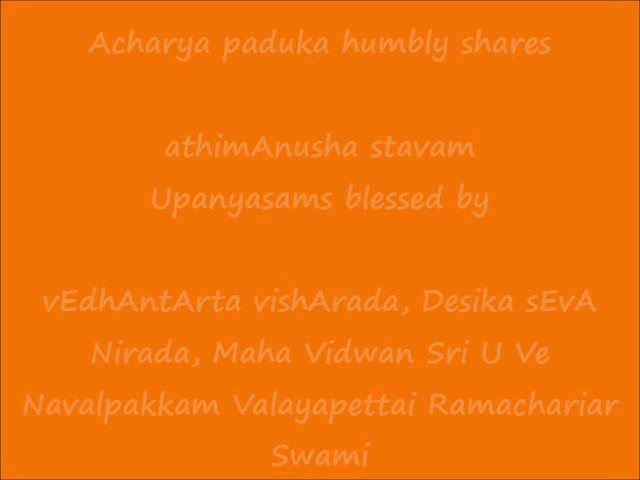 Acharya paduka humbly shares
athimAnusha stavam
Upanyasams blessed by
vEdhAntArta vishArada, Desika sEvA
Nirada, Maha Vidwan Sri U Ve
Navalpakkam Valayapettai Ramachariar
Swami